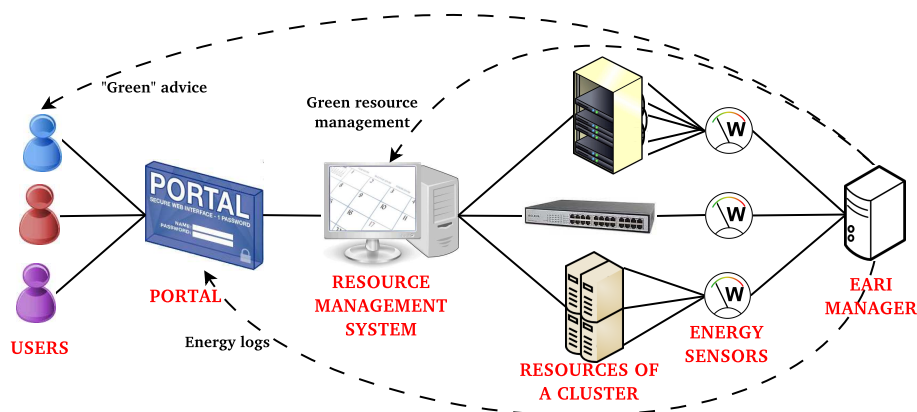 "Green" advice
Green resource
management
PORTAL
SECURE WEB INTERFACE - 1 PASSWORD
NAME:
PASSWORD:
W
W
W
USERS
PORTAL
Energy logs
RESOURCE
MANAGEMENT
SYSTEM
RESOURCES OF
A CLUSTER
ENERGY
SENSORS
EARI
MANAGER